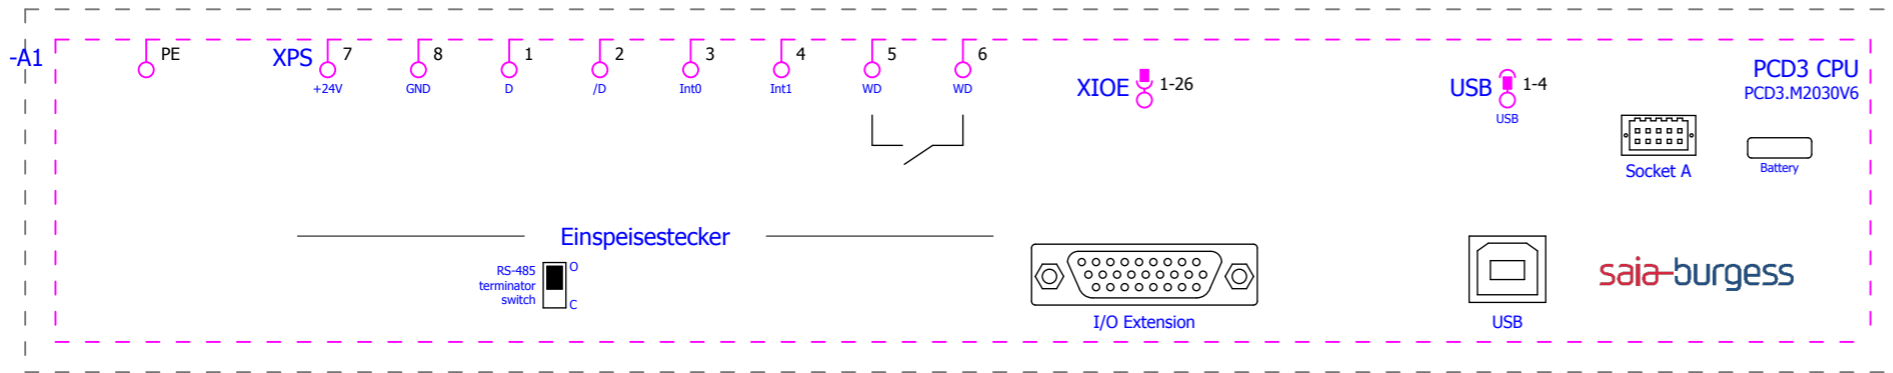 -A1
PE
XPS
7
8
1
2
3
4
5
6
+24V
GND
D
/D
Int0
Int1
WD
WD
XIOE
1-26
USB
1-4
USB
PCD3 CPU
PCD3.M2030V6
Socket A
Battery
Einspeisestecker
RS-485
terminator
switch
O
C
I/O Extension
USB
saia-burgess